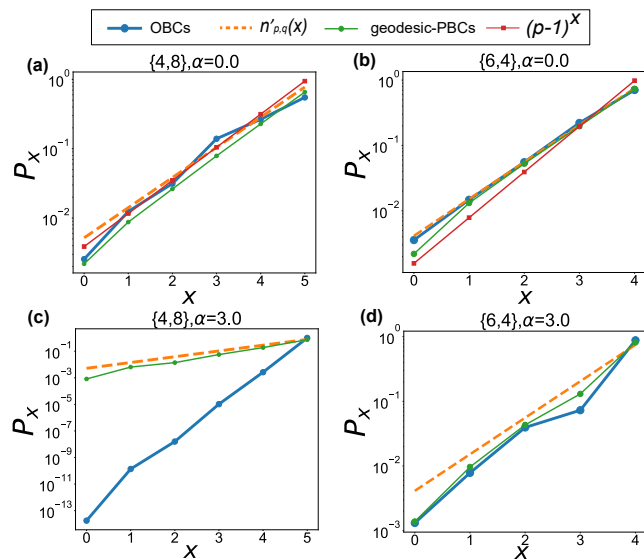 OBCs n'p,q(x) geodesic-PBCs (p-1)^x
(a) {4,8},α=0.0
10^0
10^-1
10^-2
P_x
0 1 2 3 4 5
x
(b) {6,4},α=0.0
10^0
10^-1
10^-2
P_x
0 1 2 3 4
x
(c) {4,8},α=3.0
10^-1
10^-3
10^-5
10^-7
10^-9
10^-11
10^-13
P_x
0 1 2 3 4 5
x
(d) {6,4},α=3.0
10^0
10^-1
10^-2
10^-3
P_x
0 1 2 3 4
x